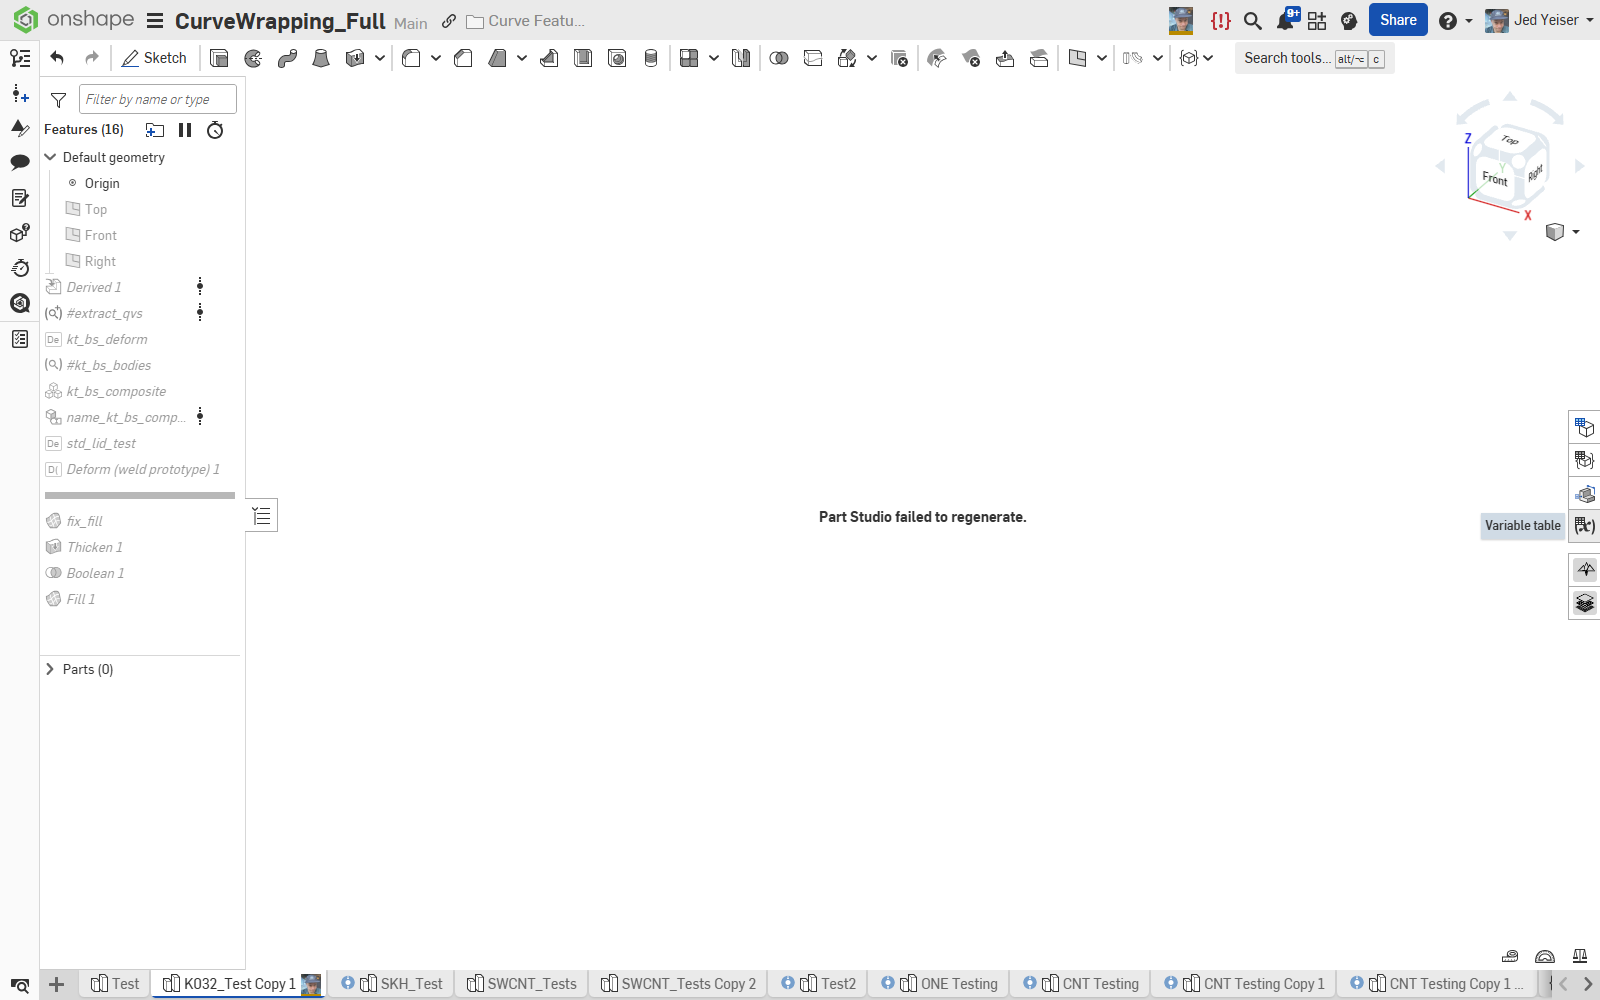 onshape CurveWrapping_Full Main Curve Featu... 9+ Share Jed Yeiser
Sketch Search tools... alt/⌥ c
Filter by name or type
Features (16)
Default geometry
Origin
Top
Front
Right
Derived 1
#extract_qvs
De kt_bs_deform
#kt_bs_bodies
kt_bs_composite
name_kt_bs_comp...
De std_lid_test
D( Deform (weld prototype) 1
fix_fill
Thicken 1
Boolean 1
Fill 1
Parts (0)
Z
Top
Y
Front
Right
X
Part Studio failed to regenerate.
Variable table
Test K032_Test Copy 1 SKH_Test SWCNT_Tests SWCNT_Tests Copy 2 Test2 ONE Testing CNT Testing CNT Testing Copy 1 CNT Testing Copy 1 ...